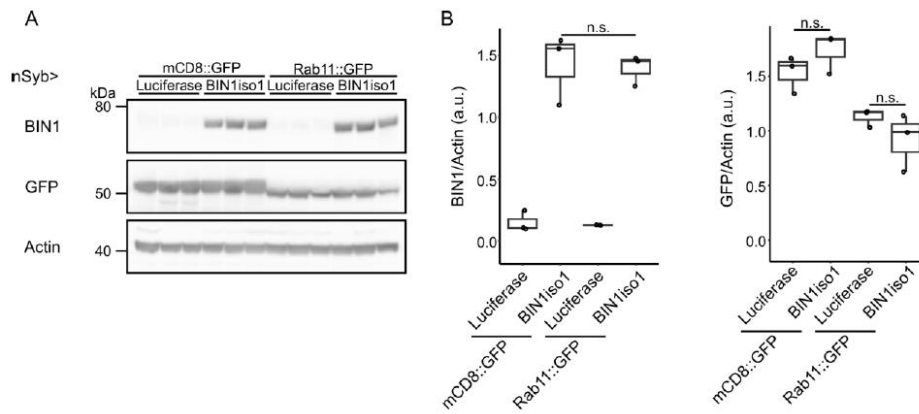 A
nSyb>
mCD8::GFP Rab11::GFP
Luciferase BIN1iso1 Luciferase BIN1iso1
kDa
80
BIN1
GFP
50
Actin
40
B
BIN1/Actin (a.u.)
1.5
1.0
0.5
0.0
n.s.
Luciferase
BIN1iso1
Luciferase
BIN1iso1
mCD8::GFP
Rab11::GFP
GFP/Actin (a.u.)
1.5
1.0
0.5
0.0
n.s.
n.s.
Luciferase
BIN1iso1
Luciferase
BIN1iso1
mCD8::GFP
Rab11::GFP